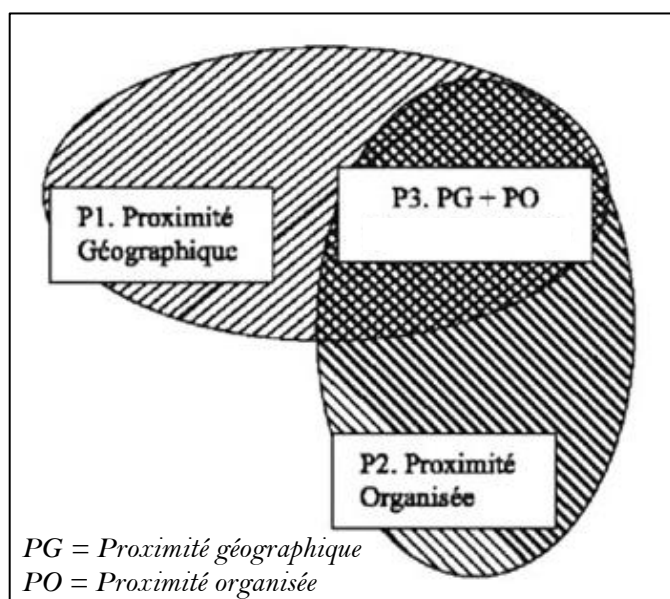 P1. Proximité
Géographique
P3. PG + PO
P2. Proximité
Organisée
PG = Proximité géographique
PO = Proximité organisée